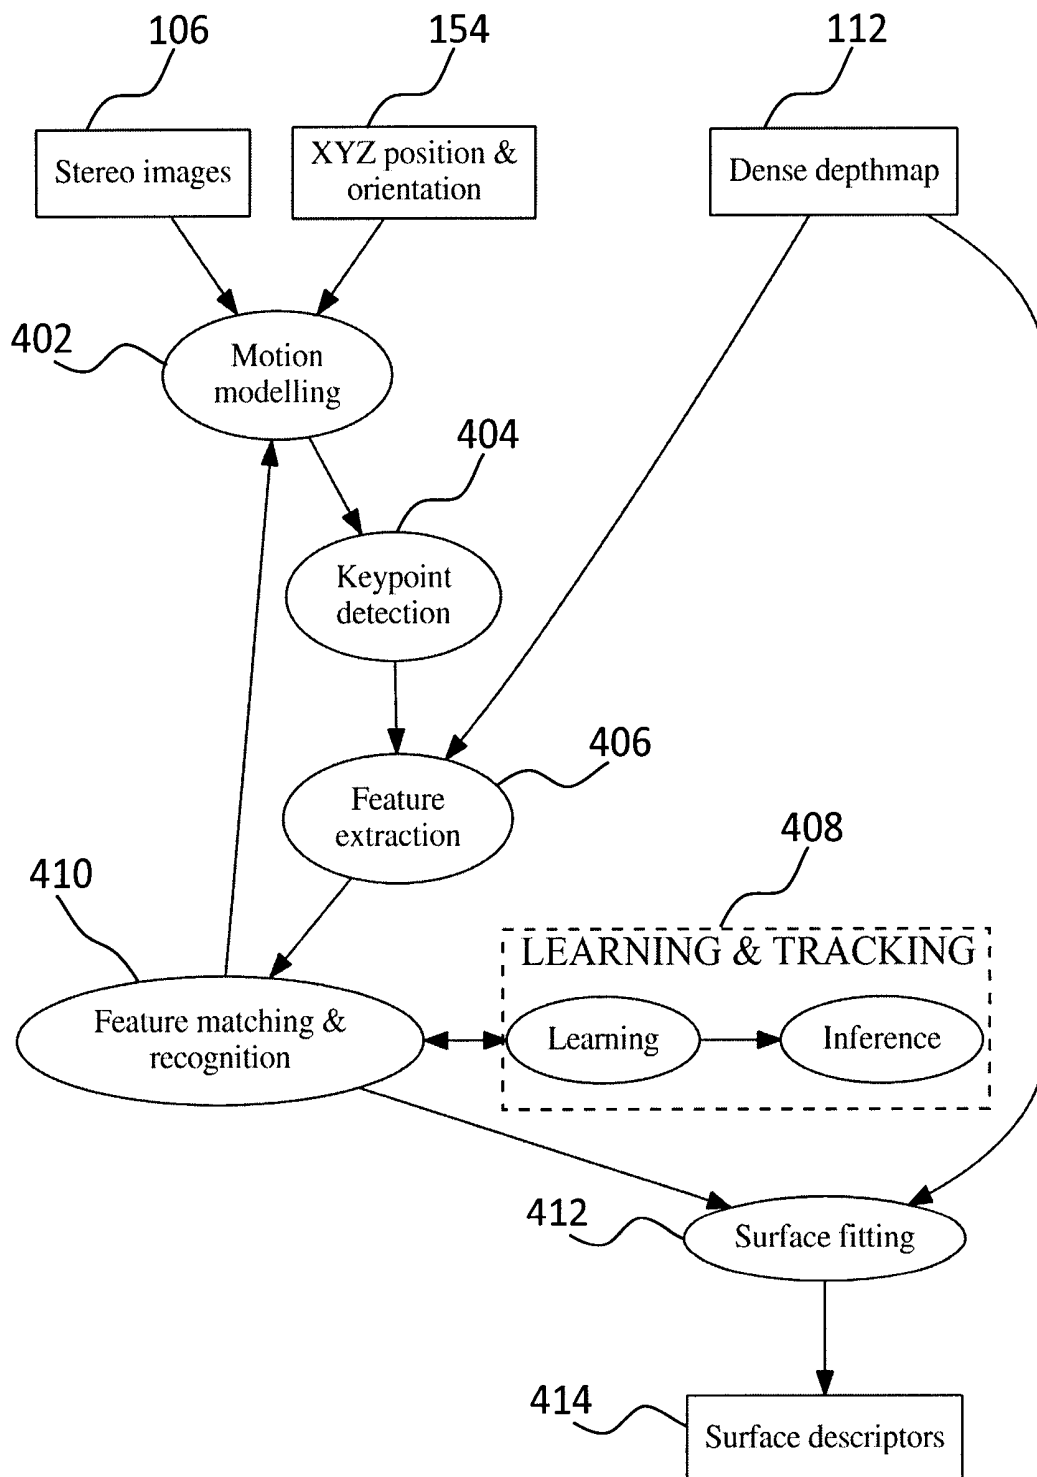 106
154
112
Stereo images
XYZ position &
orientation
Dense depthmap
402
Motion
modelling
404
Keypoint
detection
406
Feature
extraction
408
410
LEARNING & TRACKING
Feature matching &
recognition
Learning
Inference
412
Surface fitting
414
Surface descriptors